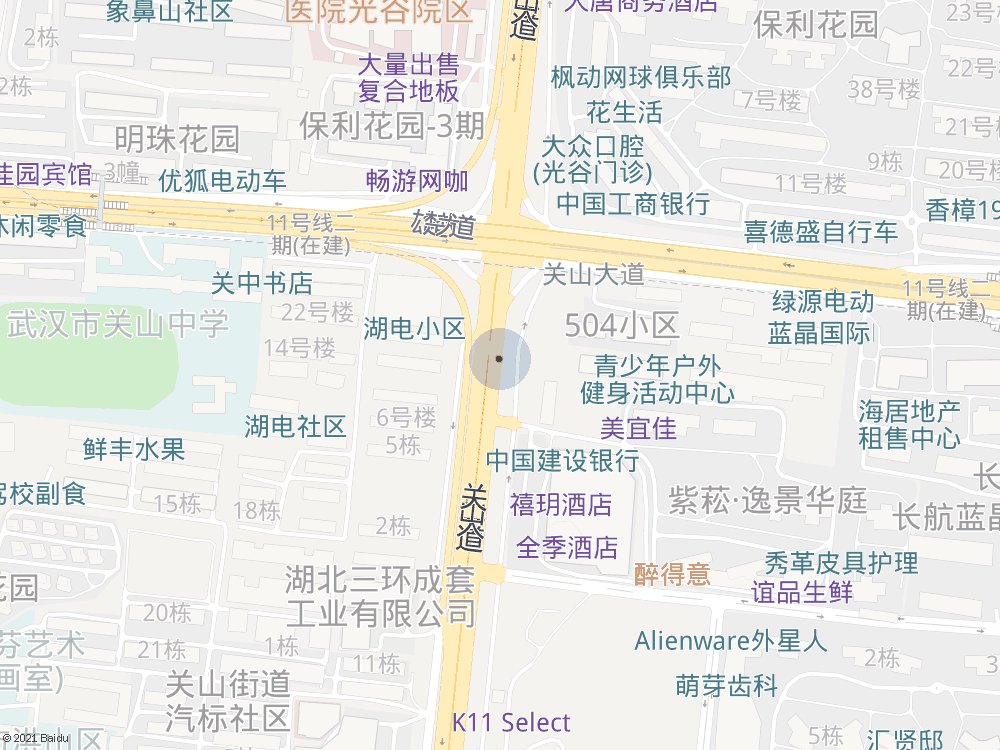 象鼻山社区
医院光谷院区
大唐商务酒店
保利花园
23号
2栋
大量出售
复合地板
枫动网球俱乐部
22号
38号楼
7号楼
花生活
2栋
明珠花园
保利花园-3期
大众口腔
(光谷门诊)
21号
9栋
20号
佳园宾馆
3幢
优狐电动车
畅游网咖
11号楼
中国工商银行
香樟19
休闲零食
11号线二
期(在建)
喜德盛自行车
关山大道
关中书店
11号线二
期(在建)
绿源电动
蓝晶国际
22号楼
武汉市关山中学
湖电小区
504小区
14号楼
青少年户外
健身活动中心
6号楼
5栋
湖电社区
美宜佳
海居地产
租售中心
鲜丰水果
中国建设银行
驾校副食
15栋
18栋
2栋
关山大道
禧玥酒店
紫菘·逸景华庭
长航蓝晶
全季酒店
秀革皮具护理
醉得意
谊品生鲜
花园
湖北三环成套
工业有限公司
20栋
1栋
21栋
11栋
芬艺术
画室)
Alienware外星人
2栋
3
关山街道
汽标社区
萌芽齿科
K11 Select
5栋
汇贤邸
© 2021 Baidu